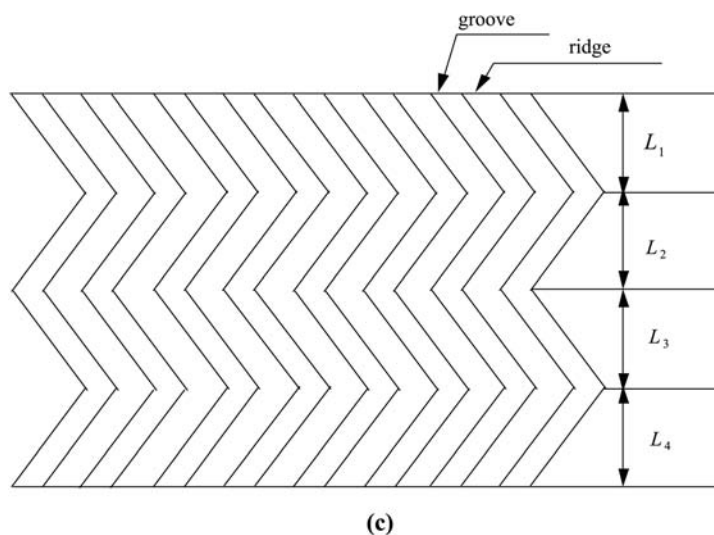 groove
ridge
L₁
L₂
L₃
L₄
(c)